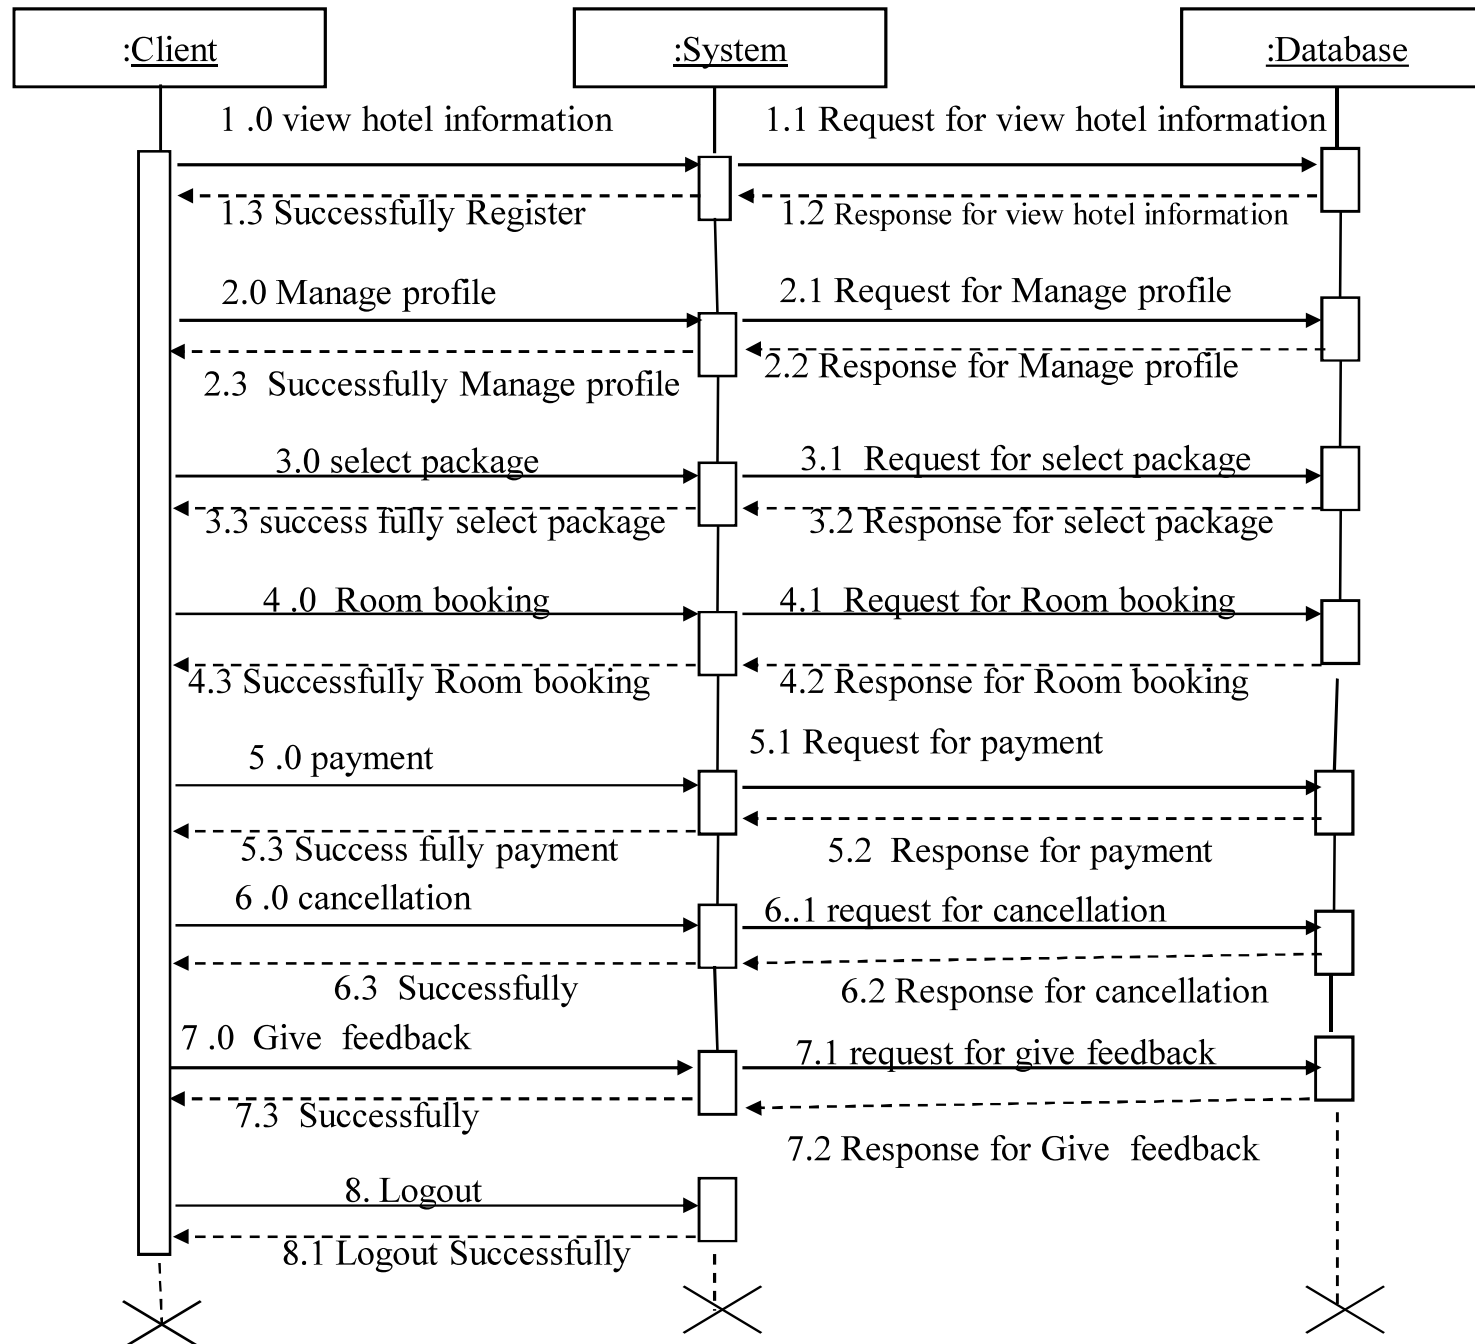 :Client
:System
:Database
1 .0 view hotel information
1.1 Request for view hotel information
1.3 Successfully Register
1.2 Response for view hotel information
2.0 Manage profile
2.1 Request for Manage profile
2.3 Successfully Manage profile
2.2 Response for Manage profile
3.0 select package
3.1 Request for select package
3.3 success fully select package
3.2 Response for select package
4 .0 Room booking
4.1 Request for Room booking
4.3 Successfully Room booking
4.2 Response for Room booking
5 .0 payment
5.1 Request for payment
5.3 Success fully payment
5.2 Response for payment
6 .0 cancellation
6..1 request for cancellation
6.3 Successfully
6.2 Response for cancellation
7 .0 Give feedback
7.1 request for give feedback
7.3 Successfully
7.2 Response for Give feedback
8. Logout
8.1 Logout Successfully